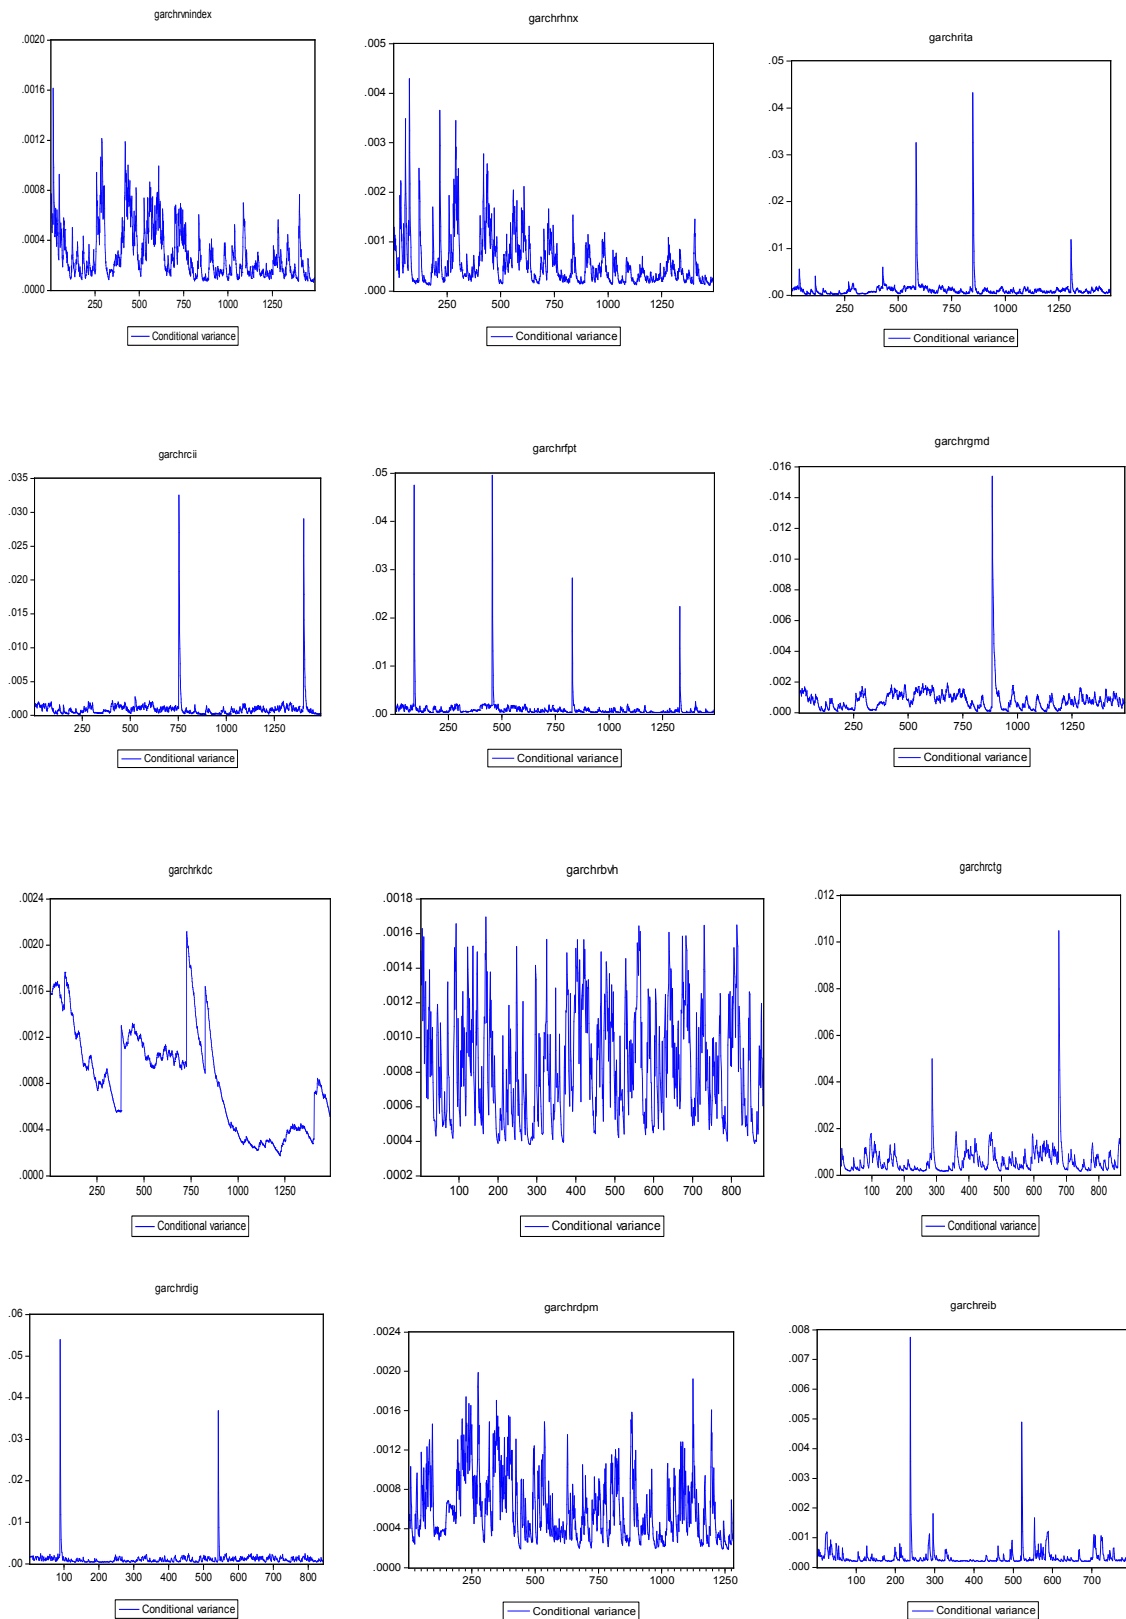 garchrvnindex
.0020
.0016
.0012
.0008
.0004
.0000
250 500 750 1000 1250
Conditional variance
garchrhnx
.005
.004
.003
.002
.001
.000
250 500 750 1000 1250
Conditional variance
garchrita
.05
.04
.03
.02
.01
.00
250 500 750 1000 1250
Conditional variance
garchrcii
.035
.030
.025
.020
.015
.010
.005
.000
250 500 750 1000 1250
Conditional variance
garchrfpt
.05
.04
.03
.02
.01
.00
250 500 750 1000 1250
Conditional variance
garchrgmd
.016
.014
.012
.010
.008
.006
.004
.002
.000
250 500 750 1000 1250
Conditional variance
garchrkdc
.0024
.0020
.0016
.0012
.0008
.0004
.0000
250 500 750 1000 1250
Conditional variance
garchrbvh
.0018
.0016
.0014
.0012
.0010
.0008
.0006
.0004
.0002
100 200 300 400 500 600 700 800
Conditional variance
garchrctg
.012
.010
.008
.006
.004
.002
.000
100 200 300 400 500 600 700 800
Conditional variance
garchrdig
.06
.05
.04
.03
.02
.01
.00
100 200 300 400 500 600 700 800
Conditional variance
garchrdpm
.0024
.0020
.0016
.0012
.0008
.0004
.0000
250 500 750 1000 1250
Conditional variance
garchreib
.008
.007
.006
.005
.004
.003
.002
.001
.000
100 200 300 400 500 600 700
Conditional variance